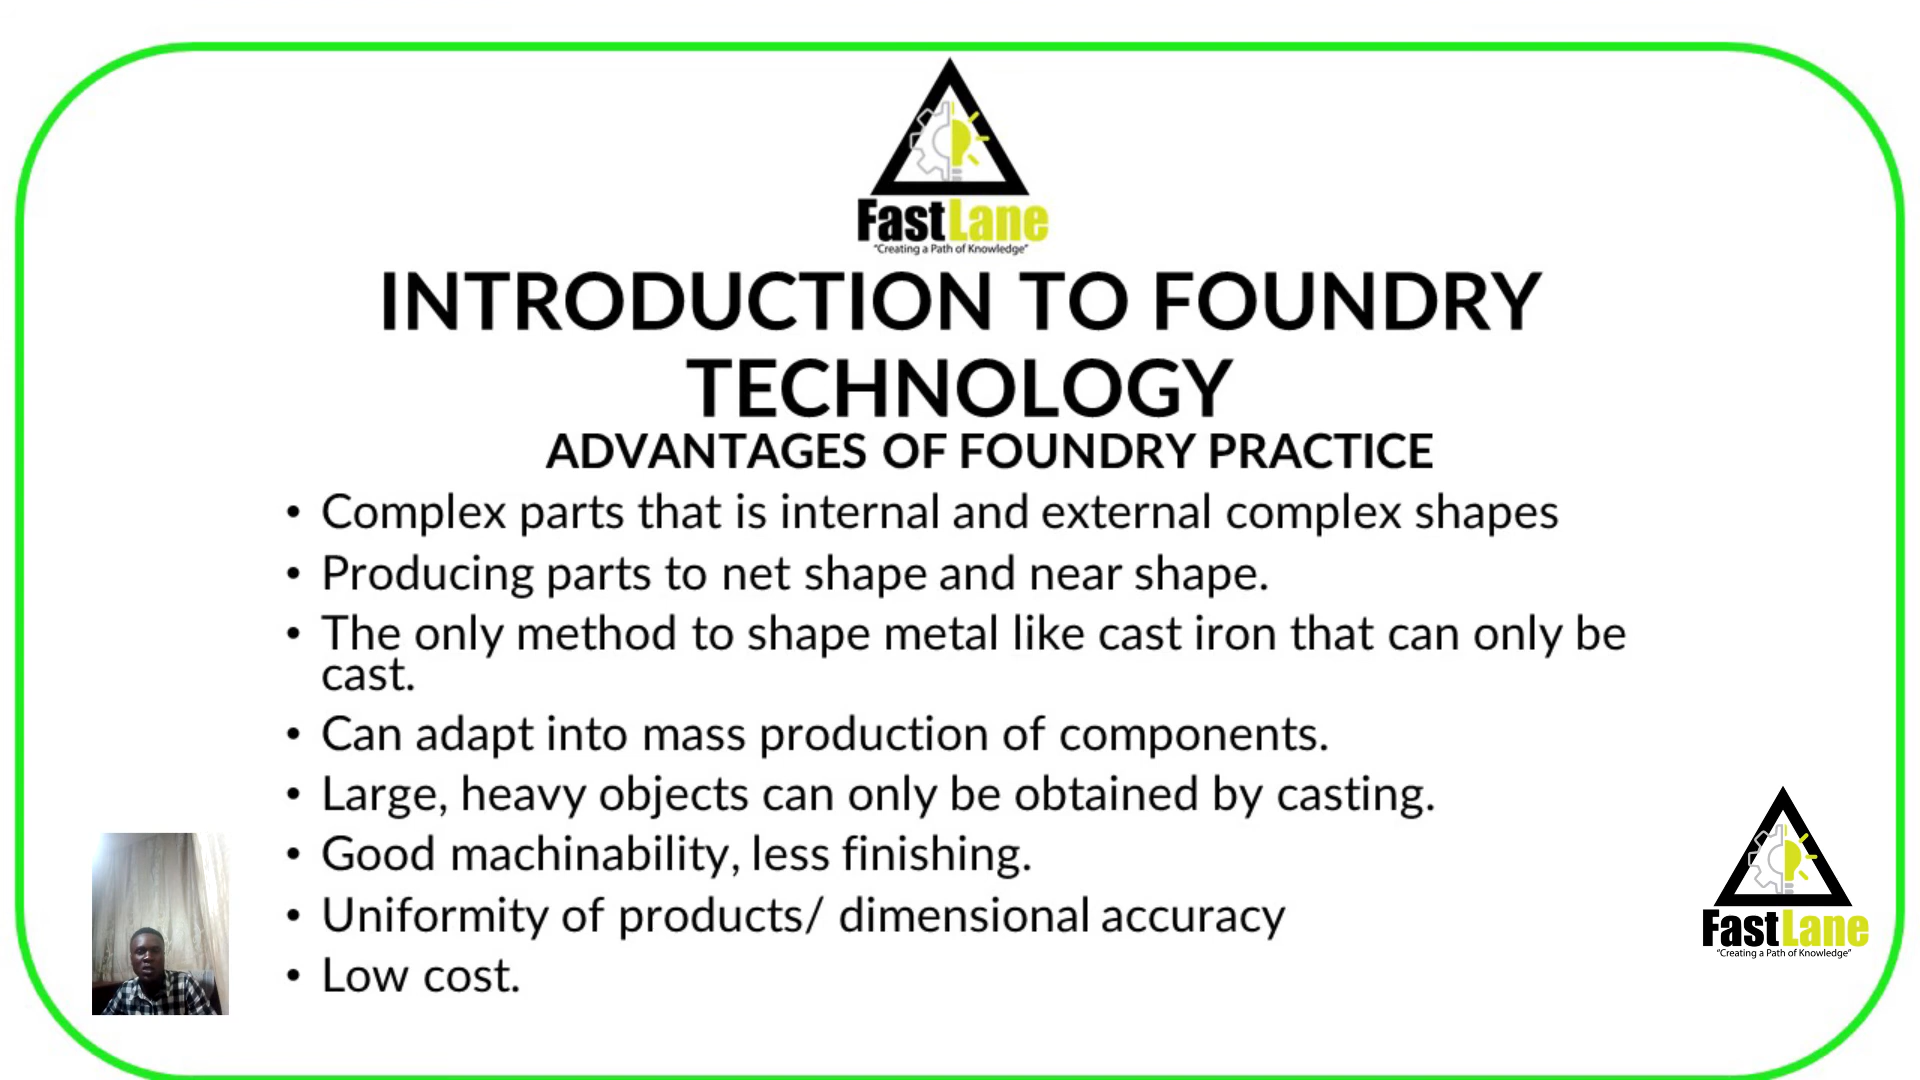 FastLane
"Creating a Path of Knowledge"
INTRODUCTION TO FOUNDRY
TECHNOLOGY
ADVANTAGES OF FOUNDRY PRACTICE
• Complex parts that is internal and external complex shapes
• Producing parts to net shape and near shape.
• The only method to shape metal like cast iron that can only be
cast.
• Can adapt into mass production of components.
• Large, heavy objects can only be obtained by casting.
• Good machinability, less finishing.
• Uniformity of products/ dimensional accuracy
• Low cost.
FastLane
"Creating a Path of Knowledge"